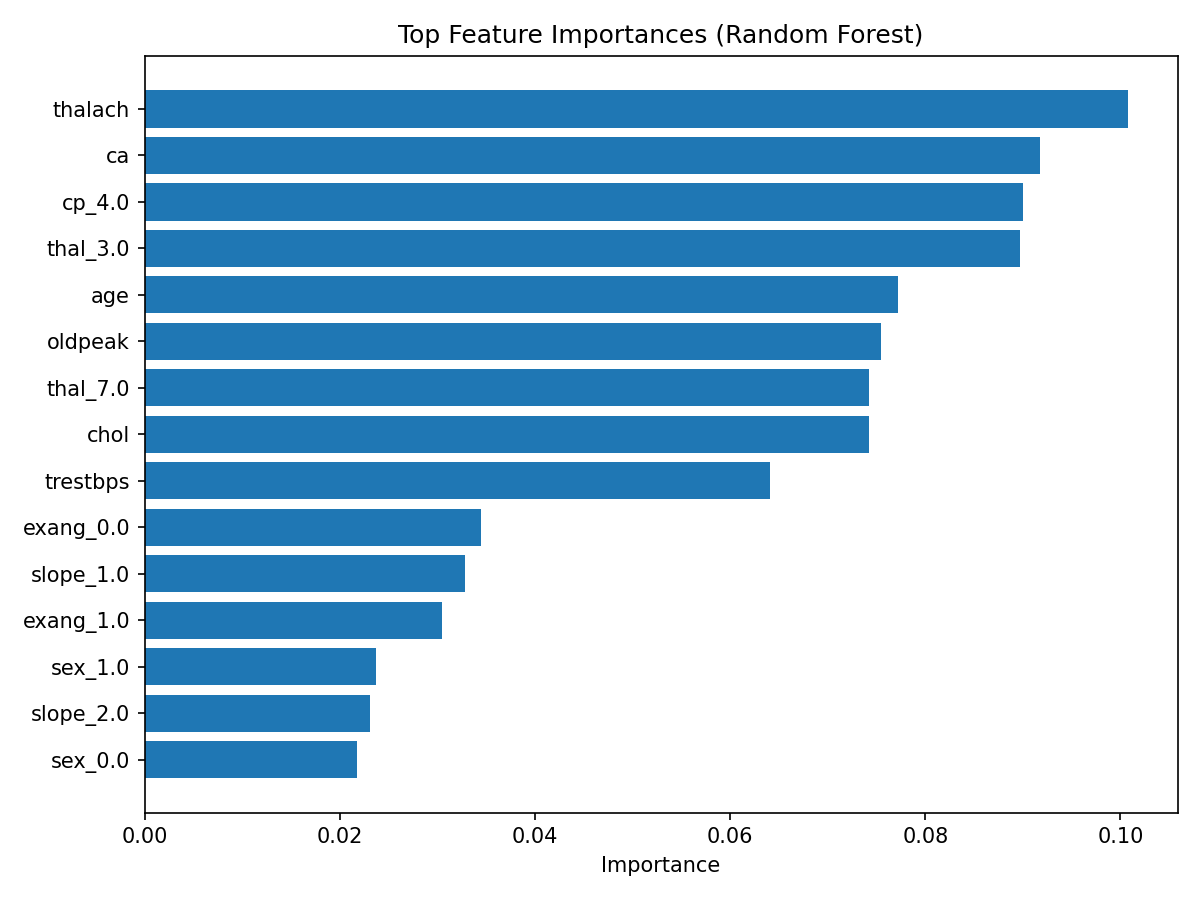 Top Feature Importances (Random Forest)
thalach
ca
cp_4.0
thal_3.0
age
oldpeak
thal_7.0
chol
trestbps
exang_0.0
slope_1.0
exang_1.0
sex_1.0
slope_2.0
sex_0.0
0.00 0.02 0.04 0.06 0.08 0.10
Importance